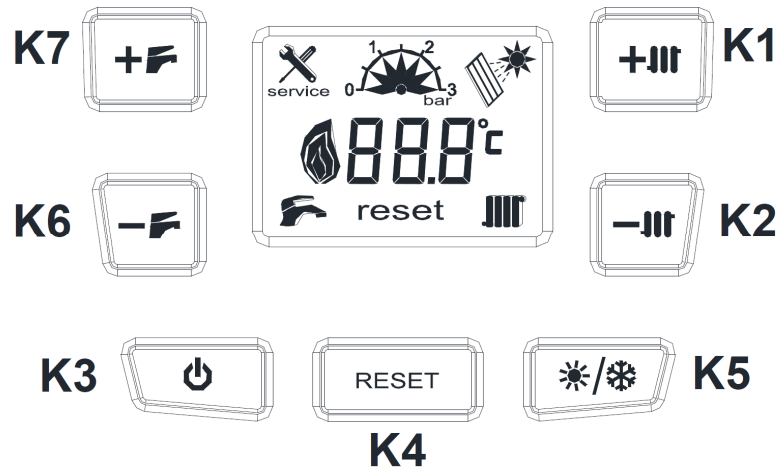 K7 + 1 2 + K1
service 0 3
bar
88.8°c
K6 - reset - K2
K3 RESET / K5
K4